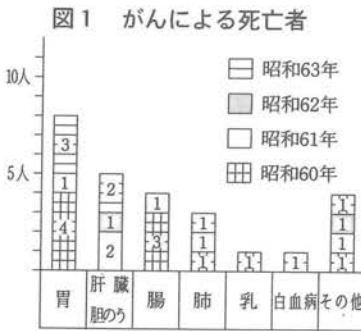 図1 がんによる死亡者
10人
5人
昭和63年
昭和62年
昭和61年
昭和60年
3
1
4
2
1
2
1
3
1
1
1
1
1
1
1
1
1
胃
肝臓
胆のう
腸
肺
乳
白血病
その他